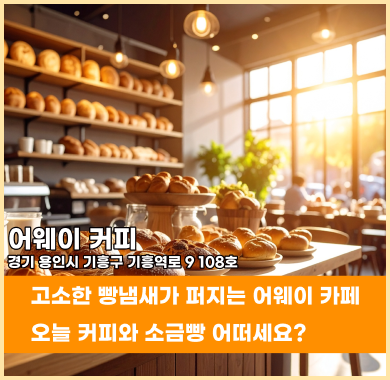 어웨이 커피
경기 용인시 기흥구 기흥역로 9 108호
고소한 빵냄새가 퍼지는 어웨이 카페
오늘 커피와 소금빵 어떠세요?